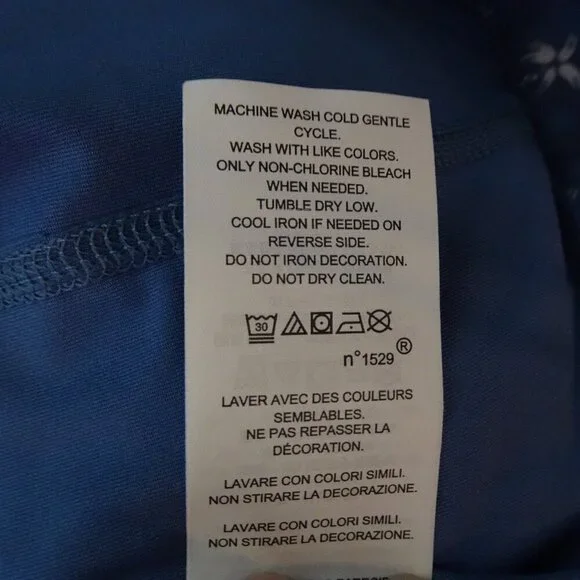 MACHINE WASH COLD GENTLE
CYCLE.
WASH WITH LIKE COLORS.
ONLY NON-CHLORINE BLEACH
WHEN NEEDED.
TUMBLE DRY LOW.
COOL IRON IF NEEDED ON
REVERSE SIDE.
DO NOT IRON DECORATION.
DO NOT DRY CLEAN.
30
n°1529®
LAVER AVEC DES COULEURS
SEMBLABLES.
NE PAS REPASSER LA
DÉCORATION.
LAVARE CON COLORI SIMILI.
NON STIRARE LA DECORAZIONE.
LAVARE CON COLORI SIMILI.
NON STIRARE LA DECORAZIONE.